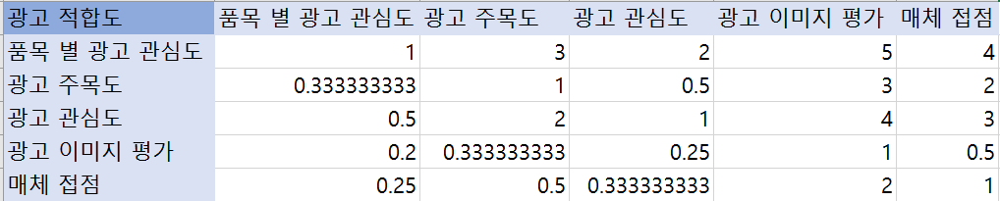 광고 적합도 품목 별 광고 관심도 광고 주목도 광고 관심도 광고 이미지 평가 매체 접점
품목 별 광고 관심도 1 3 2 5 4
광고 주목도 0.333333333 1 0.5 3 2
광고 관심도 0.5 2 1 4 3
광고 이미지 평가 0.2 0.333333333 0.25 1 0.5
매체 접점 0.25 0.5 0.333333333 2 1